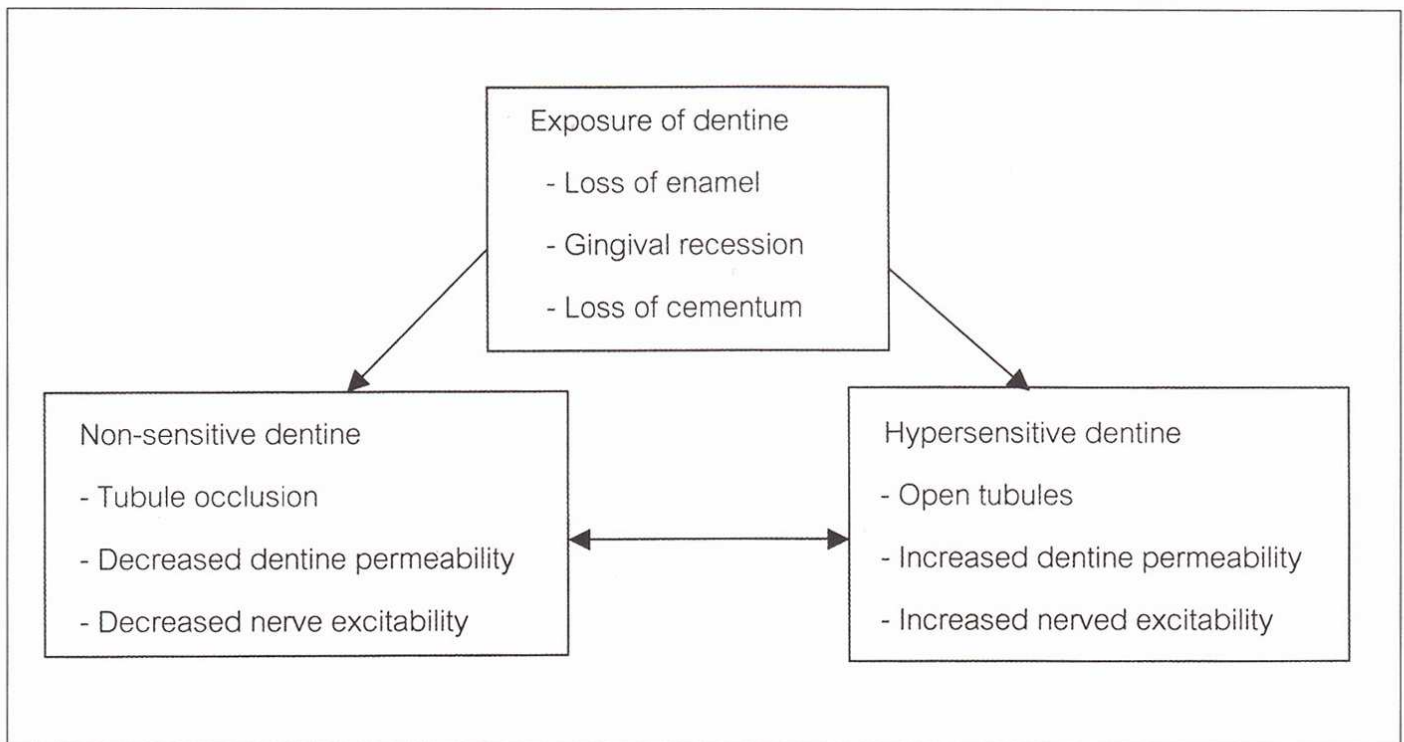 Exposure of dentine
- Loss of enamel
- Gingival recession
- Loss of cementum
Non-sensitive dentine
- Tubule occlusion
- Decreased dentine permeability
- Decreased nerve excitability
Hypersensitive dentine
- Open tubules
- Increased dentine permeability
- Increased nerved excitability